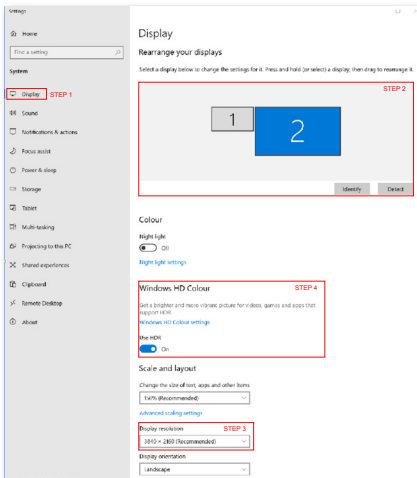 Settings
Home
Find a setting
System
Display STEP 1
Sound
Notifications & actions
Focus assist
Power & sleep
Storage
Tablet
Multi-tasking
Projecting to this PC
Shared experiences
Clipboard
Remote Desktop
About
Display
Rearrange your displays
Select a display below to change the settings for it. Press and hold (or select) a display, then drag to rearrange it.
STEP 2
1
2
Identify Detect
Colour
Night light
Off
Night light settings
Windows HD Colour STEP 4
Get a brighter and more vibrant picture for videos, games and apps that
support HDR.
Windows HD Colour settings
Use HDR
On
Scale and layout
Change the size of text, apps and other items
(Recommended)
Advanced scaling settings
Display resolution STEP 3
3840 × 2160 (Recommended)
Display orientation
Landscape